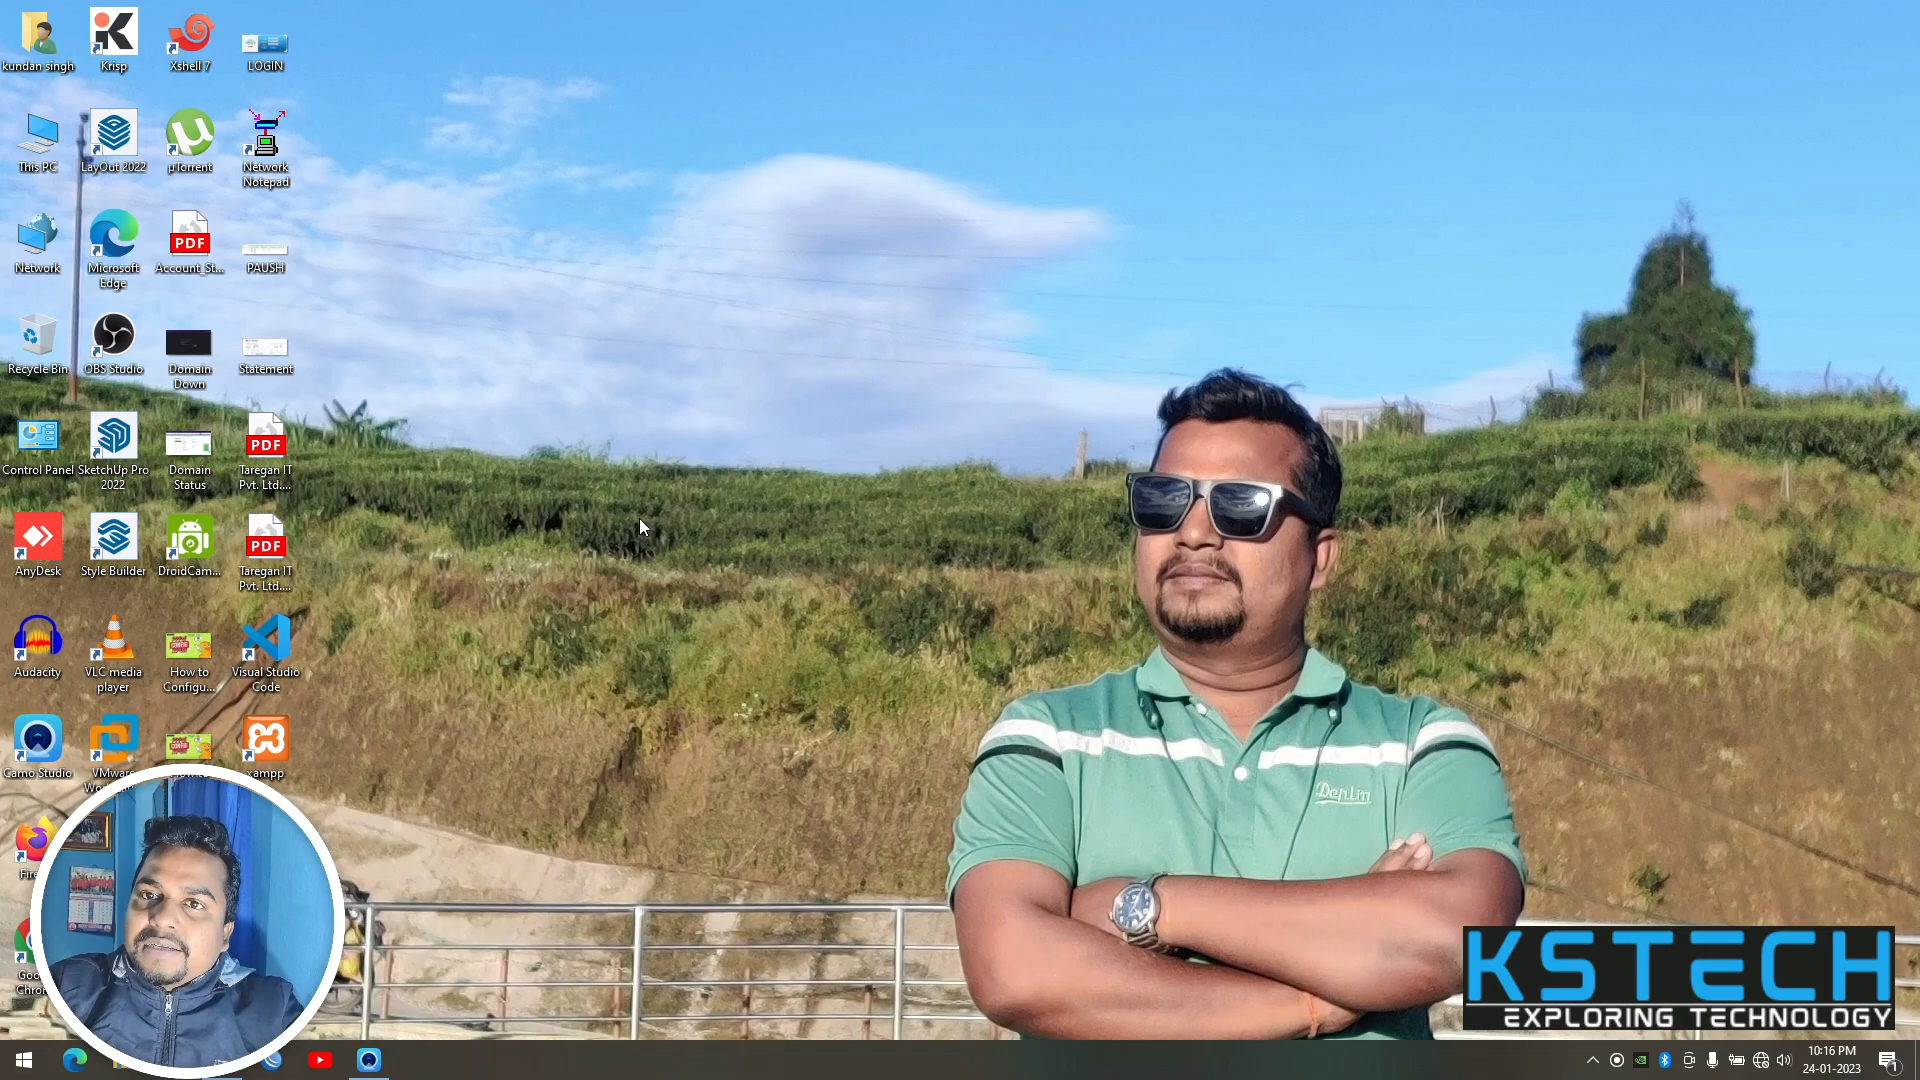 kundan singh
Krisp
Xshell 7
LOGIN
This PC
LayOut 2022
µTorrent
Network
Notepad
Network
Microsoft
Edge
PDF
Account_St...
PAUSH
Recycle Bin
OBS Studio
Domain
Down
Statement
Control Panel
SketchUp Pro
2022
Domain
Status
PDF
Taregan IT
Pvt. Ltd....
AnyDesk
Style Builder
DroidCam...
PDF
Taregan IT
Pvt. Ltd....
Audacity
VLC media
player
How to
Configu...
Visual Studio
Code
Camo Studio
VMware
xampp
KSTECH
EXPLORING TECHNOLOGY
10:16 PM
24-01-2023
1